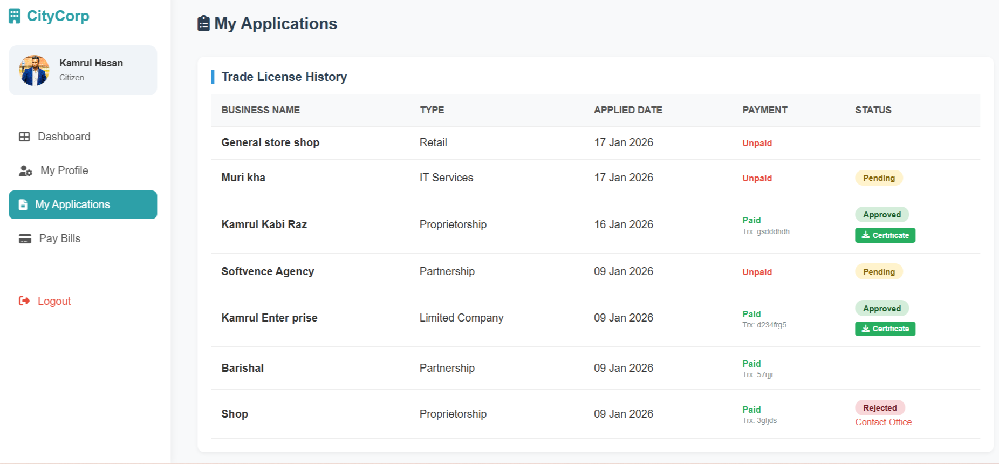 CityCorp
Kamrul Hasan
Citizen
Dashboard
My Profile
My Applications
Pay Bills
Logout
My Applications
Trade License History
BUSINESS NAME TYPE APPLIED DATE PAYMENT STATUS
General store shop Retail 17 Jan 2026 Unpaid
Muri kha IT Services 17 Jan 2026 Unpaid Pending
Kamrul Kabi Raz Proprietorship 16 Jan 2026 Paid Approved
Trx: gsdddhdh Certificate
Softvence Agency Partnership 09 Jan 2026 Unpaid Pending
Kamrul Enter prise Limited Company 09 Jan 2026 Paid Approved
Trx: d234frg5 Certificate
Barishal Partnership 09 Jan 2026 Paid
Trx: 57rjjr
Shop Proprietorship 09 Jan 2026 Paid Rejected
Trx: 3gfjds Contact Office